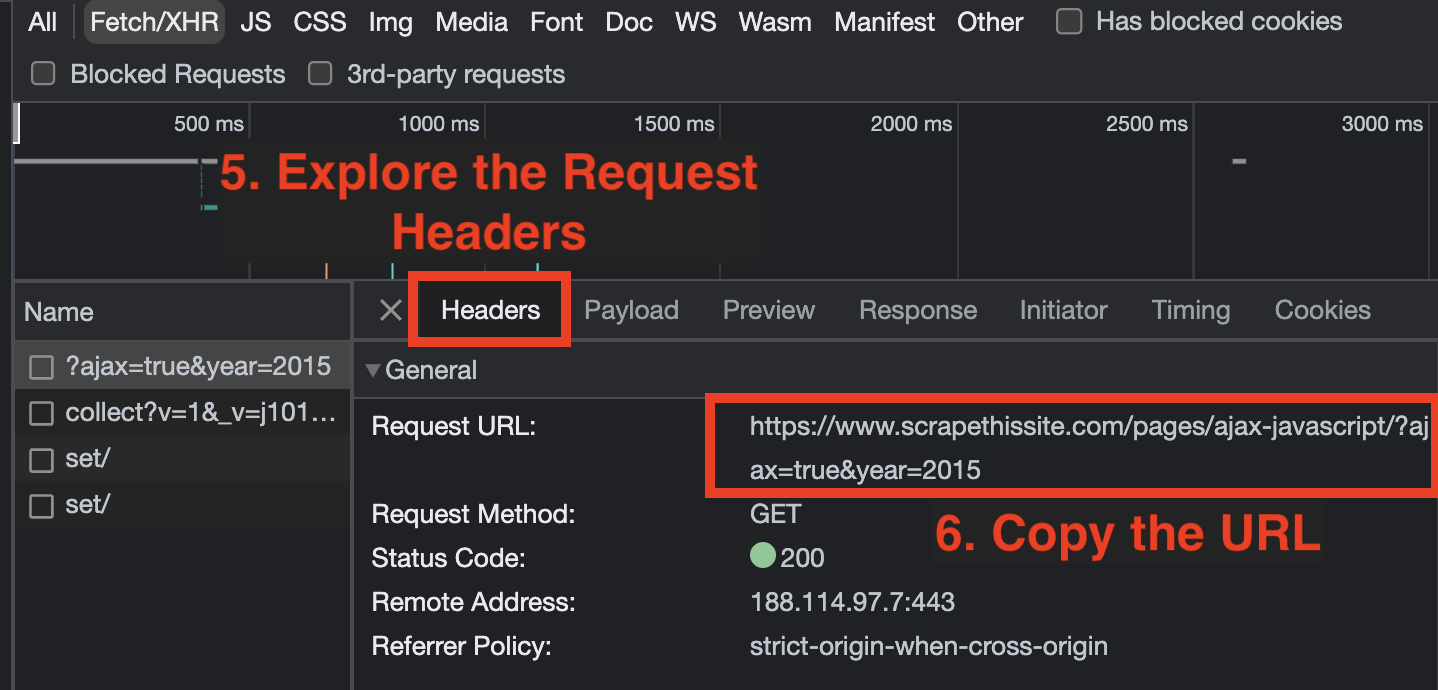 All Fetch/XHR JS CSS Img Media Font Doc WS Wasm Manifest Other Has blocked cookies
Blocked Requests 3rd-party requests
500 ms 1000 ms 1500 ms 2000 ms 2500 ms 3000 ms
5. Explore the Request
Headers
Name
Headers Payload Preview Response Initiator Timing Cookies
?ajax=true&year=2015
collect?v=1&_v=j101…
set/
set/
General
Request URL: https://www.scrapethissite.com/pages/ajax-javascript/?aj
ax=true&year=2015
Request Method: GET
6. Copy the URL
Status Code: 200
Remote Address: 188.114.97.7:443
Referrer Policy: strict-origin-when-cross-origin